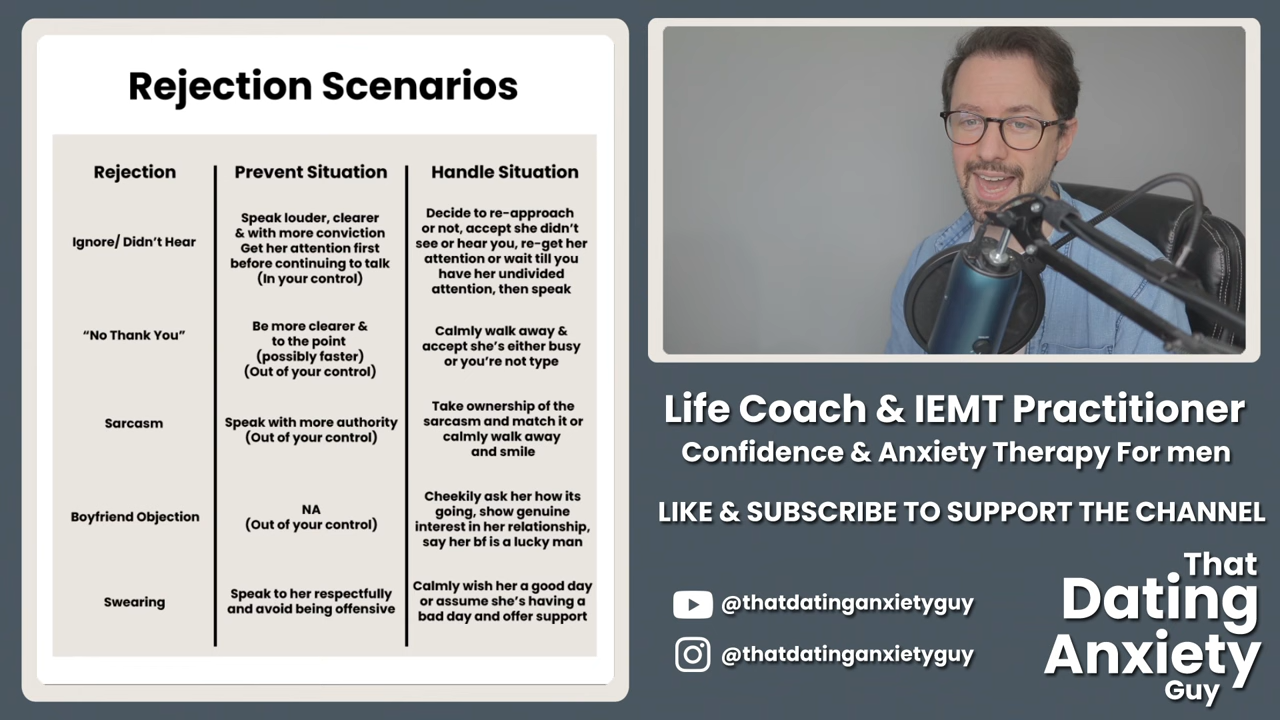 Rejection Scenarios
Rejection
Prevent Situation
Handle Situation
Ignore/ Didn't Hear
Speak louder, clearer
& with more conviction
Get her attention first
before continuing to talk
(In your control)
Decide to re-approach
or not, accept she didn't
see or hear you, re-get her
attention or wait till you
have her undivided
attention, then speak
"No Thank You"
Be more clearer &
to the point
(possibly faster)
(Out of your control)
Calmly walk away &
accept she's either busy
or you're not type
Sarcasm
Speak with more authority
(Out of your control)
Take ownership of the
sarcasm and match it or
calmly walk away
and smile
Boyfriend Objection
NA
(Out of your control)
Cheekily ask her how its
going, show genuine
interest in her relationship,
say her bf is a lucky man
Swearing
Speak to her respectfully
and avoid being offensive
Calmly wish her a good day
or assume she's having a
bad day and offer support
Life Coach & IEMT Practitioner
Confidence & Anxiety Therapy For men
LIKE & SUBSCRIBE TO SUPPORT THE CHANNEL
@thatdatinganxietyguy
@thatdatinganxietyguy
That
Dating
Anxiety
Guy